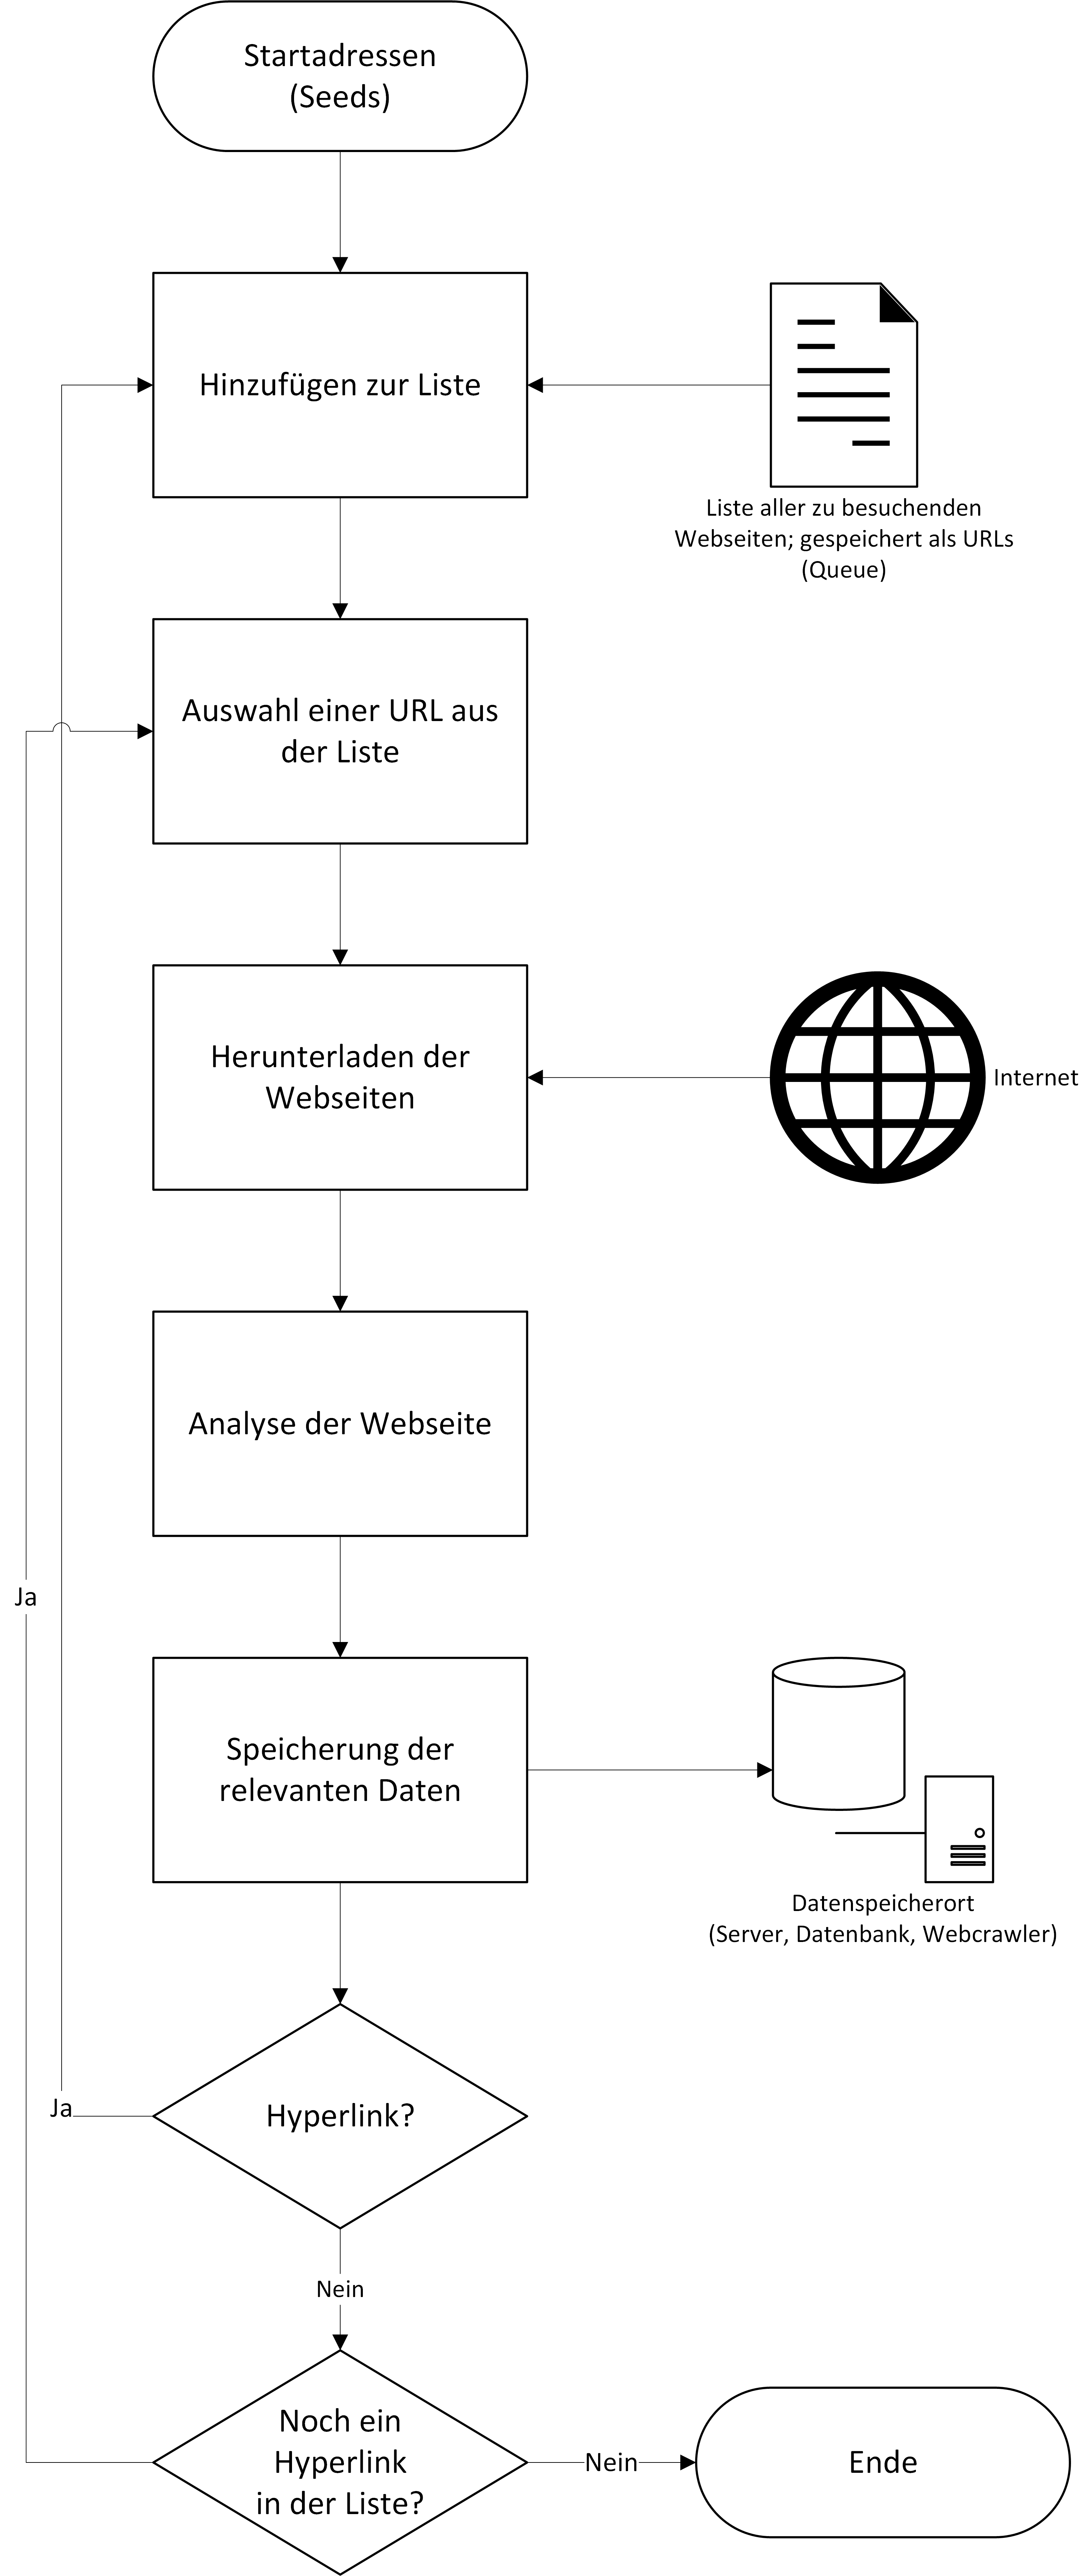 Startadressen
(Seeds)
Hinzufügen zur Liste
Liste aller zu besuchenden
Webseiten; gespeichert als URLs
(Queue)
Auswahl einer URL aus
der Liste
Herunterladen der
Webseiten
Internet
Analyse der Webseite
Ja
Speicherung der
relevanten Daten
Datenspeicherort
(Server, Datenbank, Webcrawler)
Ja
Hyperlink?
Nein
Noch ein
Hyperlink
in der Liste?
Nein
Ende